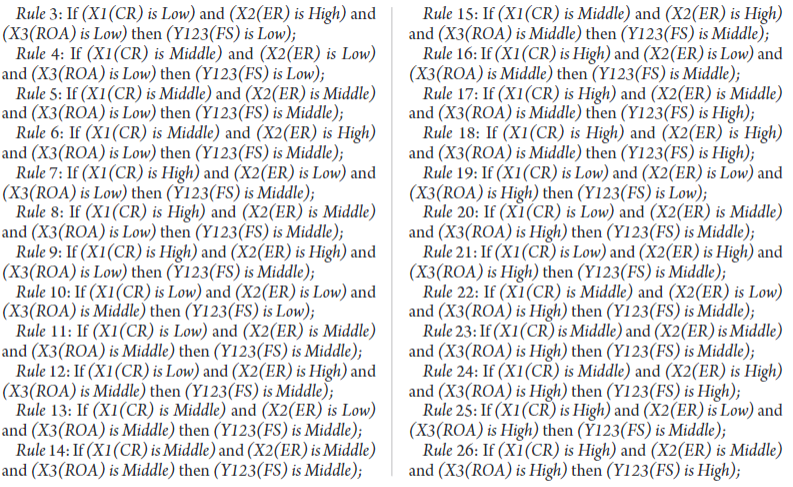 Rule 3: If (X1(CR) is Low) and (X2(ER) is High) and
(X3(ROA) is Low) then (Y123(FS) is Low);
Rule 4: If (X1(CR) is Middle) and (X2(ER) is Low)
and (X3(ROA) is Low) then (Y123(FS) is Low);
Rule 5: If (X1(CR) is Middle) and (X2(ER) is Middle)
and (X3(ROA) is Low) then (Y123(FS) is Middle);
Rule 6: If (X1(CR) is Middle) and (X2(ER) is High)
and (X3(ROA) is Low) then (Y123(FS) is Middle);
Rule 7: If (X1(CR) is High) and (X2(ER) is Low) and
(X3(ROA) is Low) then (Y123(FS) is Middle);
Rule 8: If (X1(CR) is High) and (X2(ER) is Middle)
and (X3(ROA) is Low) then (Y123(FS) is Middle);
Rule 9: If (X1(CR) is High) and (X2(ER) is High) and
(X3(ROA) is Low) then (Y123(FS) is Middle);
Rule 10: If (X1(CR) is Low) and (X2(ER) is Low) and
(X3(ROA) is Middle) then (Y123(FS) is Low);
Rule 11: If (X1(CR) is Low) and (X2(ER) is Middle)
and (X3(ROA) is Middle) then (Y123(FS) is Middle);
Rule 12: If (X1(CR) is Low) and (X2(ER) is High) and
(X3(ROA) is Middle) then (Y123(FS) is Middle);
Rule 13: If (X1(CR) is Middle) and (X2(ER) is Low)
and (X3(ROA) is Middle) then (Y123(FS) is Middle);
Rule 14: If (X1(CR) is Middle) and (X2(ER) is Middle)
and (X3(ROA) is Middle) then (Y123(FS) is Middle);
Rule 15: If (X1(CR) is Middle) and (X2(ER) is High)
and (X3(ROA) is Middle) then (Y123(FS) is Middle);
Rule 16: If (X1(CR) is High) and (X2(ER) is Low) and
(X3(ROA) is Middle) then (Y123(FS) is Middle);
Rule 17: If (X1(CR) is High) and (X2(ER) is Middle)
and (X3(ROA) is Middle) then (Y123(FS) is High);
Rule 18: If (X1(CR) is High) and (X2(ER) is High)
and (X3(ROA) is Middle) then (Y123(FS) is High);
Rule 19: If (X1(CR) is Low) and (X2(ER) is Low) and
(X3(ROA) is High) then (Y123(FS) is Low);
Rule 20: If (X1(CR) is Low) and (X2(ER) is Middle)
and (X3(ROA) is High) then (Y123(FS) is Middle);
Rule 21: If (X1(CR) is Low) and (X2(ER) is High) and
(X3(ROA) is High) then (Y123(FS) is Middle);
Rule 22: If (X1(CR) is Middle) and (X2(ER) is Low)
and (X3(ROA) is High) then (Y123(FS) is Middle);
Rule 23: If (X1(CR) is Middle) and (X2(ER) is Middle)
and (X3(ROA) is High) then (Y123(FS) is Middle);
Rule 24: If (X1(CR) is Middle) and (X2(ER) is High)
and (X3(ROA) is High) then (Y123(FS) is High);
Rule 25: If (X1(CR) is High) and (X2(ER) is Low) and
(X3(ROA) is High) then (Y123(FS) is Middle);
Rule 26: If (X1(CR) is High) and (X2(ER) is Middle)
and (X3(ROA) is High) then (Y123(FS) is High);